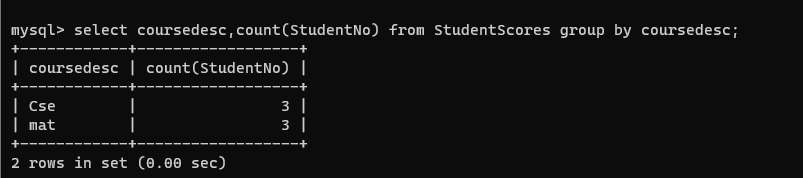 mysql> select coursedesc,count(StudentNo) from StudentScores group by coursedesc;
+------------+------------------+
| coursedesc | count(StudentNo) |
+------------+------------------+
| Cse        |                3 |
| mat        |                3 |
+------------+------------------+
2 rows in set (0.00 sec)